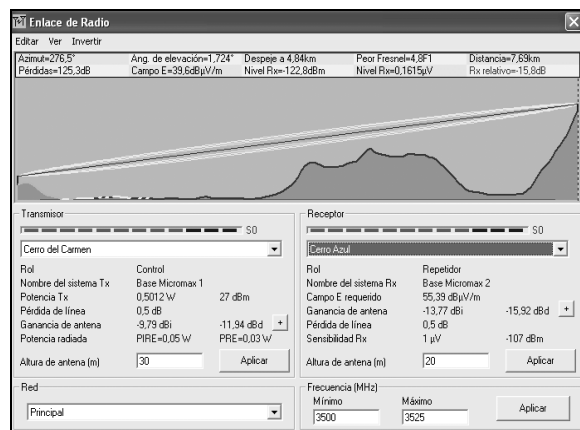 Enlace de Radio
Editar Ver Invertir
Azimut=276,5° Ang. de elevación=1,724° Despeje a 4,84km Peor Fresnel=4,8F1 Distancia=7,69km
Pérdidas=125,3dB Campo E=39,6dBµV/m Nivel Rx=-122,8dBm Nivel Rx=0,1615µV Rx relativo=-15,8dB
Transmisor
S0
Cerro del Carmen
Rol Control
Nombre del sistema Tx Base Micromax 1
Potencia Tx 0,5012 W 27 dBm
Pérdida de línea 0,5 dB
Ganancia de antena -9,79 dBi -11,94 dBd +
Potencia radiada PIRE=0,05 W PRE=0,03 W
Altura de antena (m) 30 Aplicar
Receptor
S0
Cerro Azul
Rol Repetidor
Nombre del sistema Rx Base Micromax 2
Campo E requerido 55,39 dBµV/m
Ganancia de antena -13,77 dBi -15,92 dBd +
Pérdida de línea 0,5 dB
Sensibilidad Rx 1 µV -107 dBm
Altura de antena (m) 20 Aplicar
Red
Principal
Frecuencia (MHz)
Mínimo Máximo
3500 3525 Aplicar